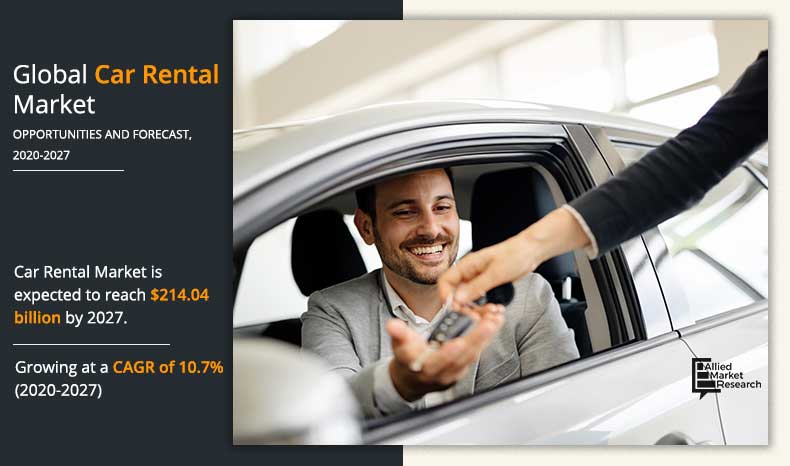 Global Car Rental
Market
OPPORTUNITIES AND FORECAST,
2020-2027
Car Rental Market is
expected to reach $214.04
billion by 2027.
Growing at a CAGR of 10.7%
(2020-2027)
Allied
Market
Research